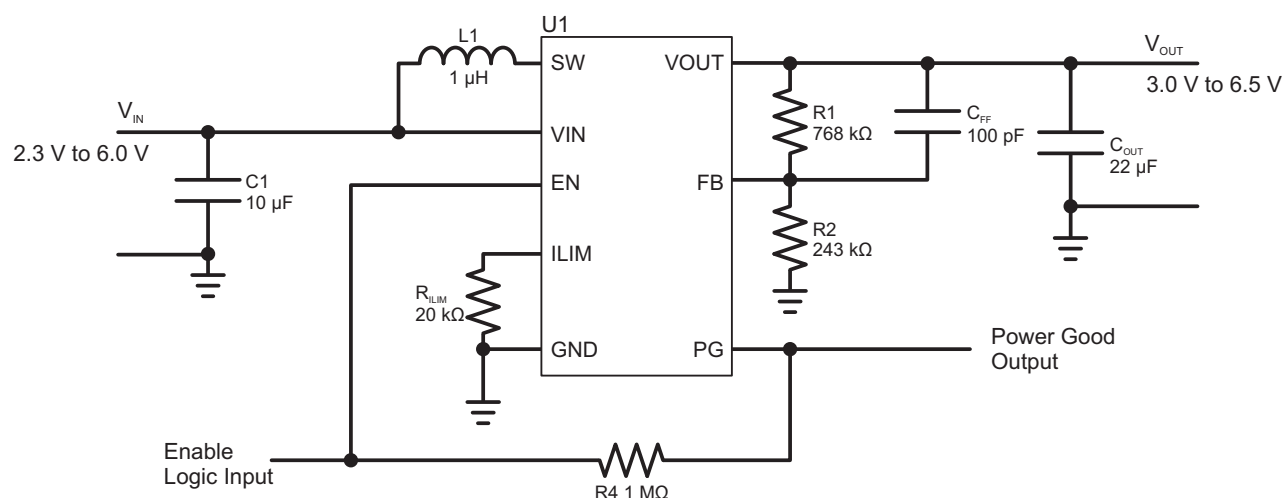 U1
L1
1 µH
SW
VOUT
V_OUT
3.0 V to 6.5 V
V_IN
2.3 V to 6.0 V
VIN
R1
768 kΩ
C_FF
100 pF
C_OUT
22 µF
C1
10 µF
EN
FB
R2
243 kΩ
ILIM
R_ILIM
20 kΩ
GND
PG
Power Good
Output
Enable
Logic Input
R4 1 MΩ